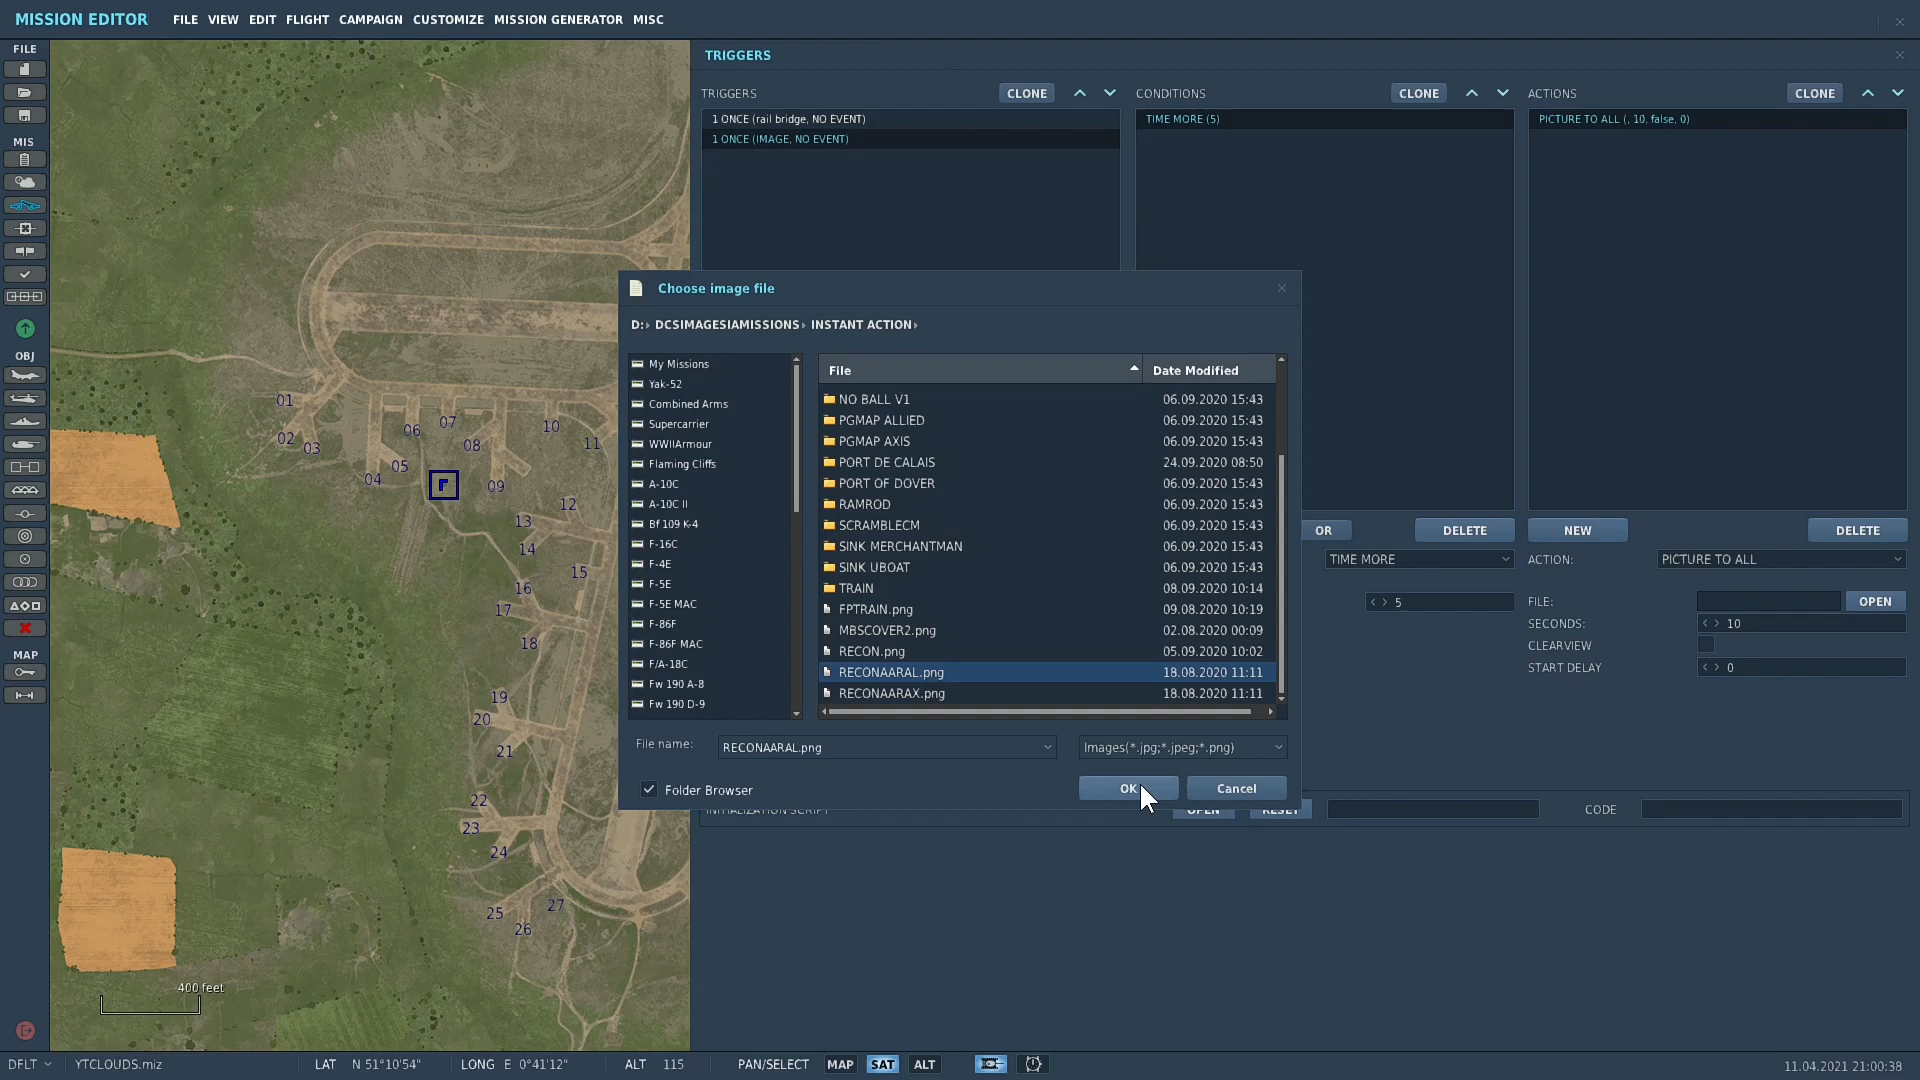 MISSION EDITOR
FILE VIEW EDIT FLIGHT CAMPAIGN CUSTOMIZE MISSION GENERATOR MISC
FILE
MIS
OBJ
MAP
01
02
03
04
05
06
07
08
09
10
11
12
13
14
15
16
17
18
19
20
21
22
23
24
25
26
27
400 feet
TRIGGERS
TRIGGERS
CLONE
1 ONCE (rail bridge, NO EVENT)
1 ONCE (IMAGE, NO EVENT)
CONDITIONS
CLONE
TIME MORE (5)
OR
DELETE
TIME MORE
5
ACTIONS
CLONE
PICTURE TO ALL (, 10, false, 0)
NEW
DELETE
ACTION:
PICTURE TO ALL
FILE:
OPEN
SECONDS:
10
CLEARVIEW
START DELAY
0
Choose image file
D: DCSIMAGESIAMISSIONS INSTANT ACTION
My Missions
Yak-52
Combined Arms
Supercarrier
WWIIArmour
Flaming Cliffs
A-10C
A-10C II
Bf 109 K-4
F-16C
F-4E
F-5E
F-5E MAC
F-86F
F-86F MAC
F/A-18C
Fw 190 A-8
Fw 190 D-9
File Date Modified
NO BALL V1 06.09.2020 15:43
PGMAP ALLIED 06.09.2020 15:43
PGMAP AXIS 06.09.2020 15:43
PORT DE CALAIS 24.09.2020 08:50
PORT OF DOVER 06.09.2020 15:43
RAMROD 06.09.2020 15:43
SCRAMBLECM 06.09.2020 15:43
SINK MERCHANTMAN 06.09.2020 15:43
SINK UBOAT 06.09.2020 15:43
TRAIN 08.09.2020 10:14
FPTRAIN.png 09.08.2020 10:19
MBSCOVER2.png 02.08.2020 00:09
RECON.png 05.09.2020 10:02
RECONAARAL.png 18.08.2020 11:11
RECONAARAX.png 18.08.2020 11:11
File name: RECONAARAL.png Images(*.jpg;*.jpeg;*.png)
Folder Browser OK Cancel
INITIALIZATION SCRIPT OPEN RESET CODE
DFLT YTCLOUDS.miz LAT N 51°10'54" LONG E 0°41'12" ALT 115 PAN/SELECT MAP SAT ALT 11.04.2021 21:00:38